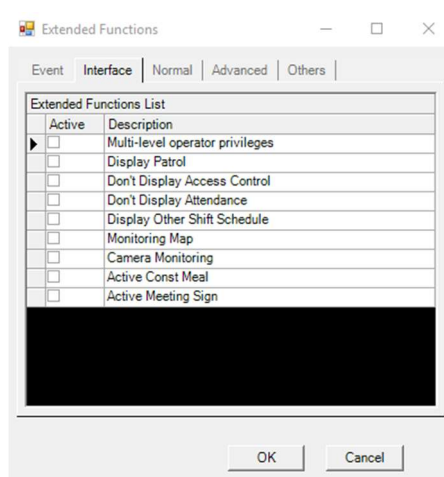 Extended Functions
Event Interface Normal Advanced Others
Extended Functions List
Active Description
Multi-level operator privileges
Display Patrol
Don't Display Access Control
Don't Display Attendance
Display Other Shift Schedule
Monitoring Map
Camera Monitoring
Active Const Meal
Active Meeting Sign
OK Cancel